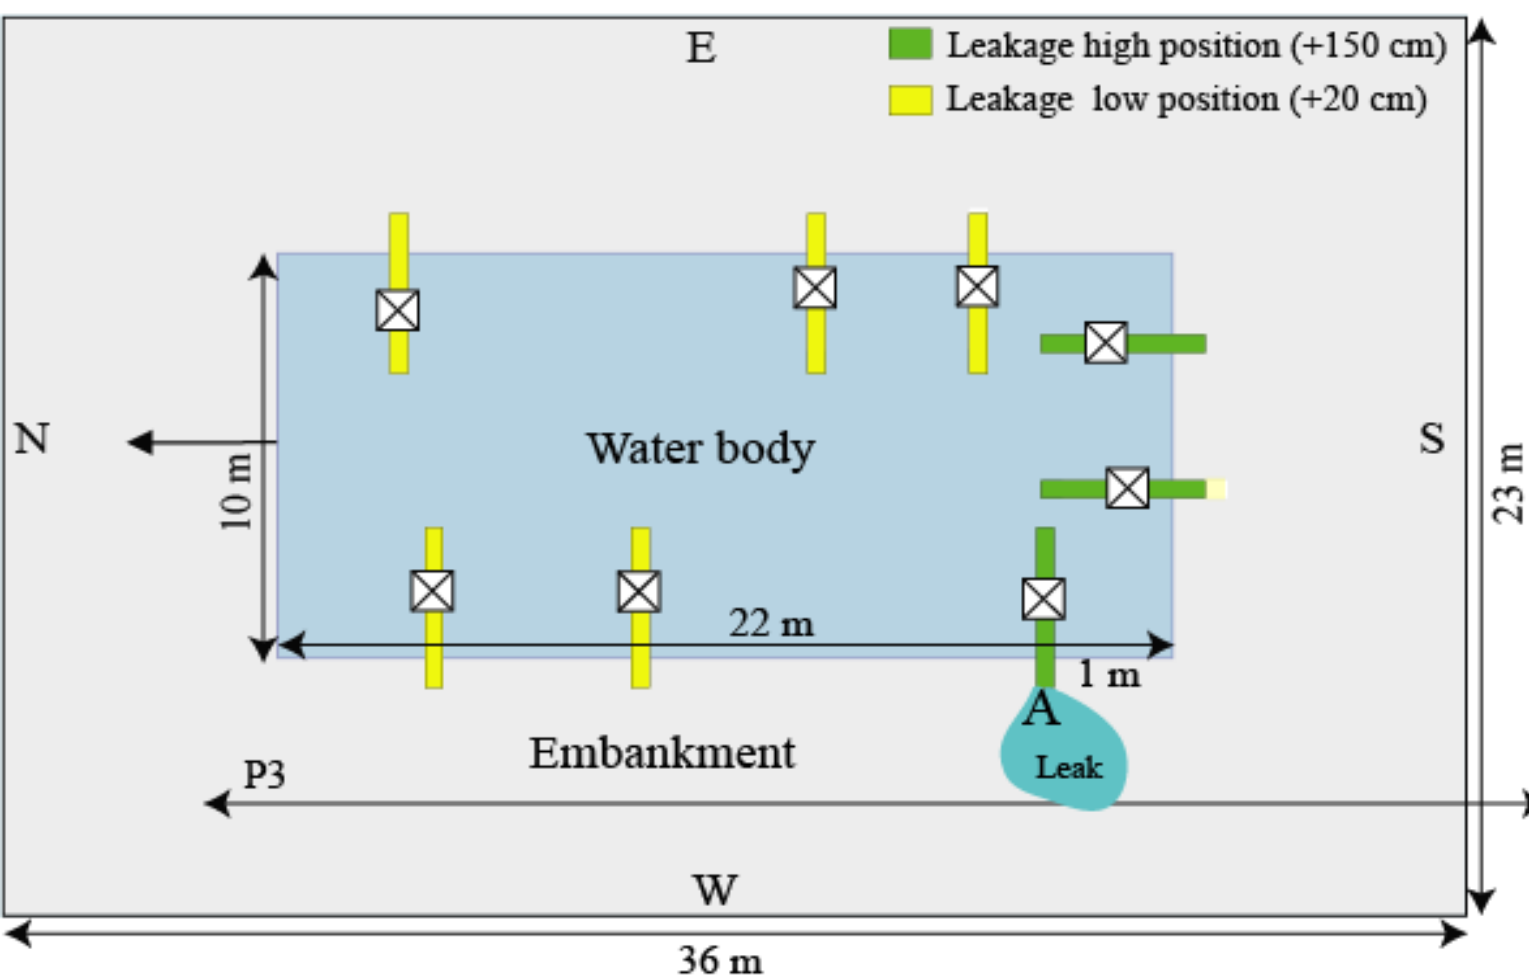 E
Leakage high position (+150 cm)
Leakage low position (+20 cm)
N
10 m
Water body
S
23 m
22 m
1 m
A
Leak
Embankment
P3
W
36 m